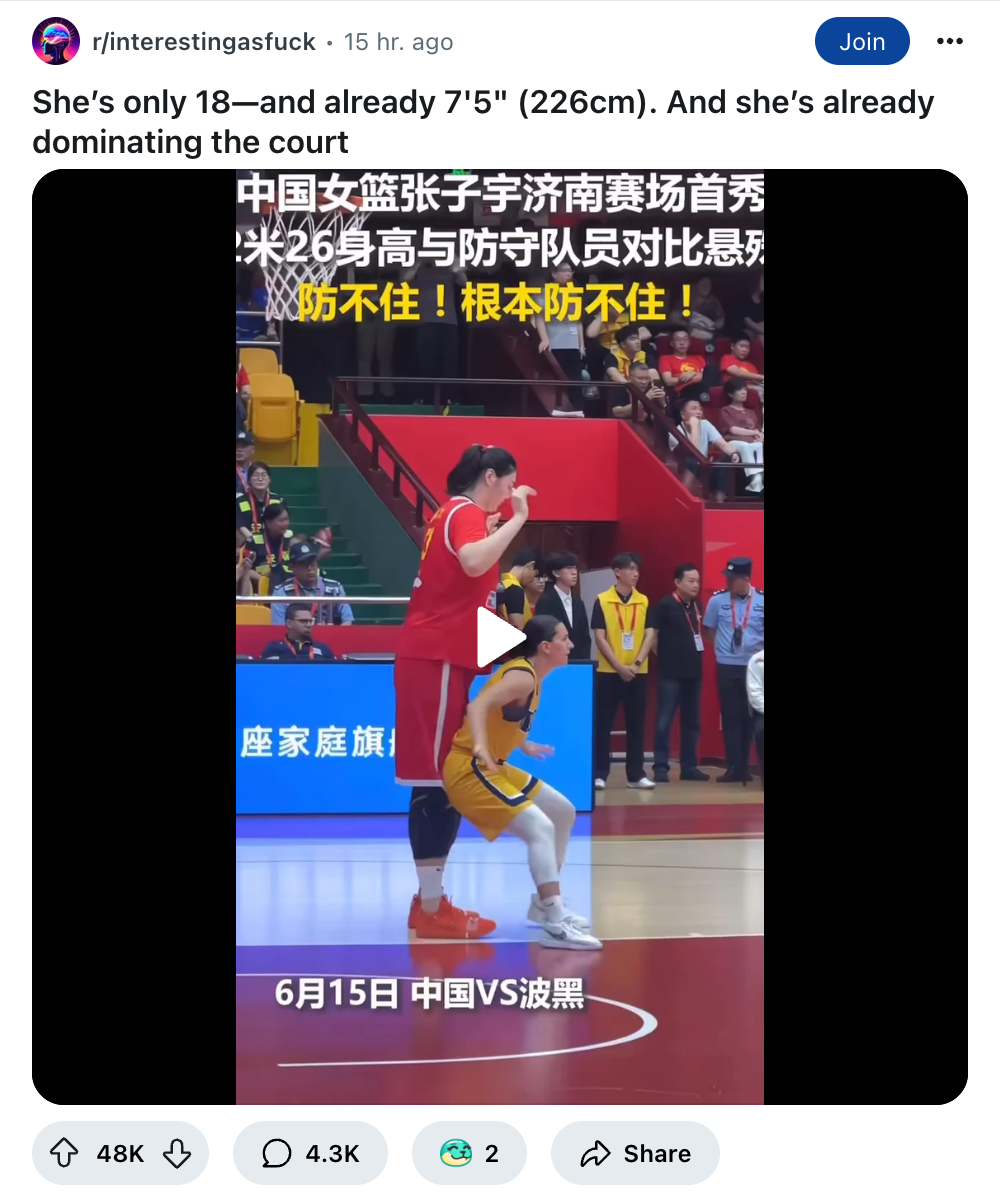 r/interestingasfuck • 15 hr. ago
Join
She’s only 18—and already 7'5" (226cm). And she’s already
dominating the court
中国女篮张子宇济南赛场首秀
2米26身高与防守队员对比悬殊
防不住！根本防不住！
座家庭旗
6月15日 中国VS波黑
48K
4.3K
2
Share